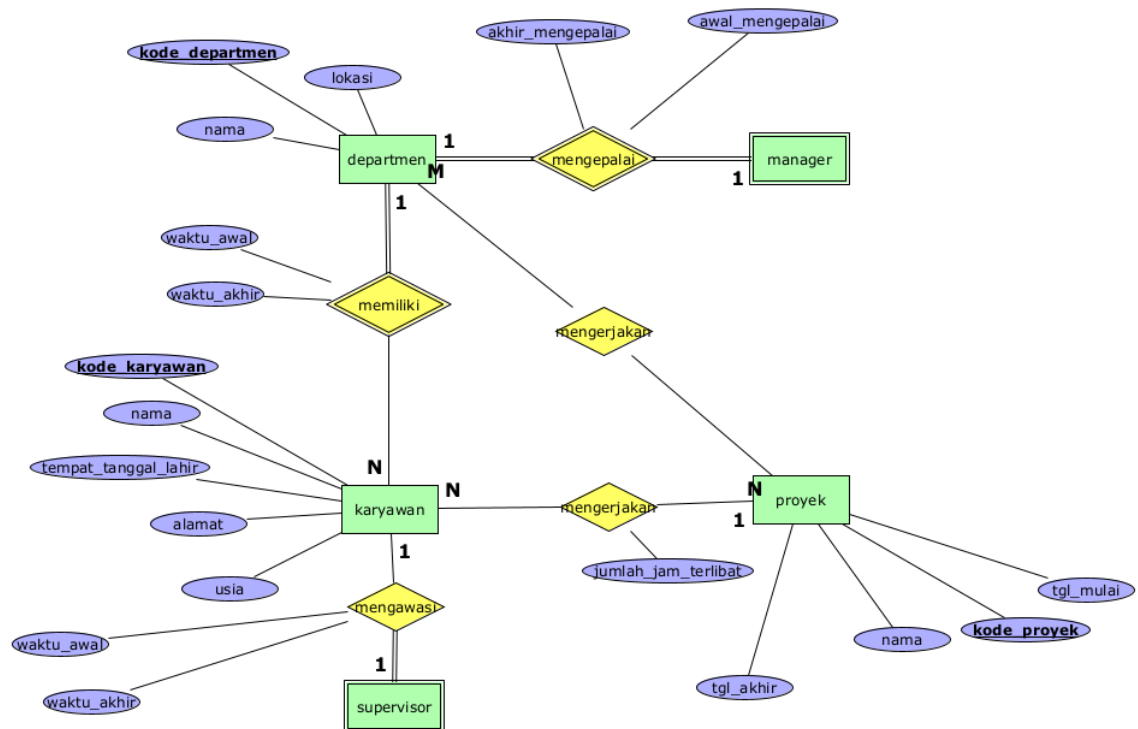 akhir_mengepalai
awal_mengepalai
kode_departmen
lokasi
nama
departmen
1
M
1
mengepalai
1
manager
waktu_awal
waktu_akhir
memiliki
mengerjakan
kode_karyawan
nama
tempat_tanggal_lahir
alamat
usia
N
karyawan
N
1
mengerjakan
jumlah_jam_terlibat
N
1
proyek
tgl_mulai
kode_proyek
nama
tgl_akhir
mengawasi
waktu_awal
waktu_akhir
1
supervisor